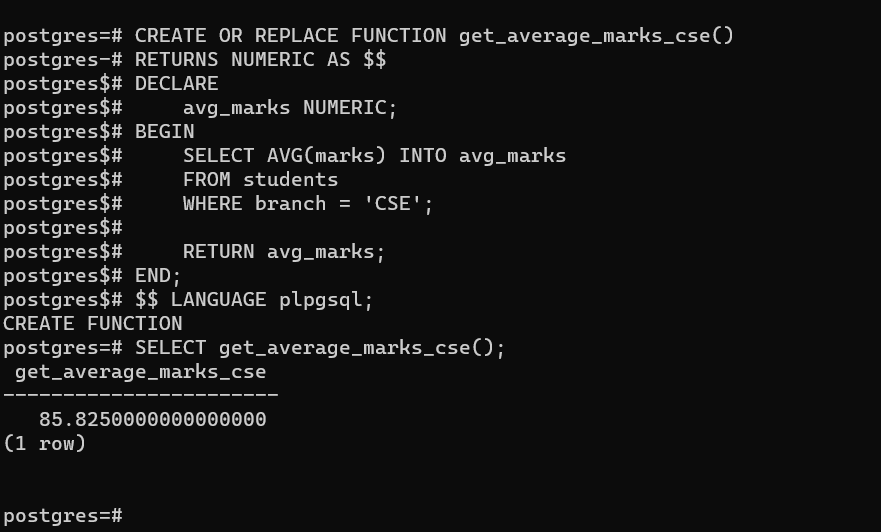 postgres=# CREATE OR REPLACE FUNCTION get_average_marks_cse()
postgres-# RETURNS NUMERIC AS $$
postgres$# DECLARE
postgres$#     avg_marks NUMERIC;
postgres$# BEGIN
postgres$#     SELECT AVG(marks) INTO avg_marks
postgres$#     FROM students
postgres$#     WHERE branch = 'CSE';
postgres$#
postgres$#     RETURN avg_marks;
postgres$# END;
postgres$# $$ LANGUAGE plpgsql;
CREATE FUNCTION
postgres=# SELECT get_average_marks_cse();
 get_average_marks_cse
-----------------------
   85.8250000000000000
(1 row)
postgres=#